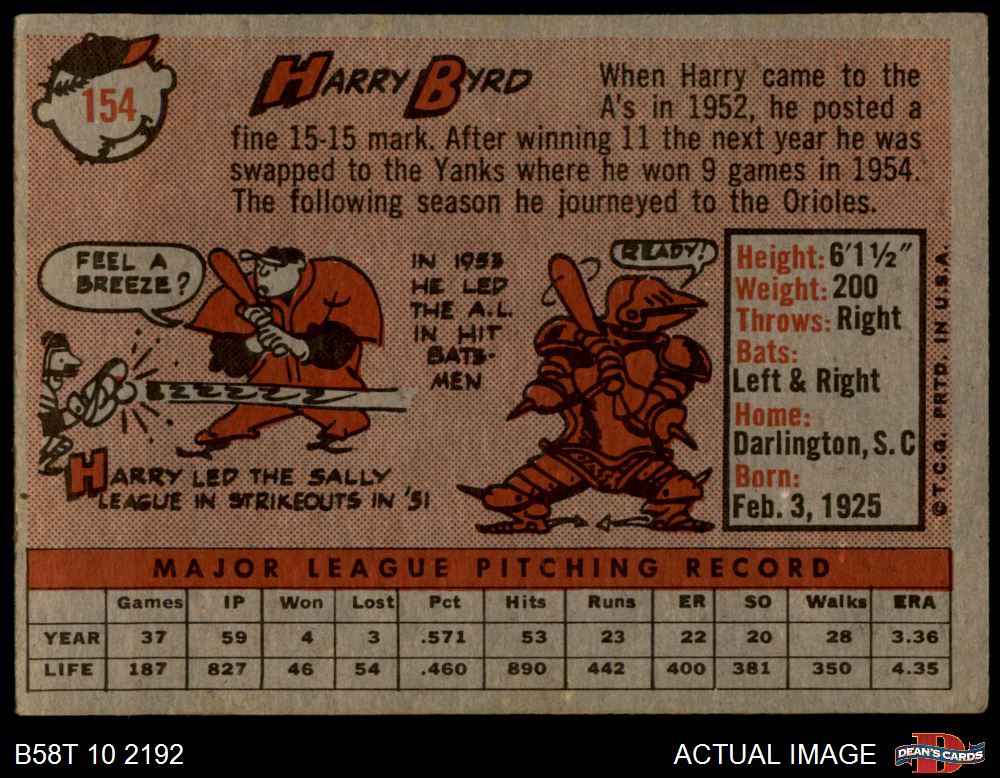 154
HARRY BYRD
When Harry came to the
A's in 1952, he posted a
fine 15-15 mark. After winning 11 the next year he was
swapped to the Yanks where he won 9 games in 1954.
The following season he journeyed to the Orioles.
FEEL A
BREEZE?
HARRY LED THE SALLY
LEAGUE IN STRIKEOUTS IN '51
IN 1953
HE LED
THE A.L.
IN HIT
BATS-
MEN
READY!
Height: 6'1½"
Weight: 200
Throws: Right
Bats:
Left & Right
Home:
Darlington, S.C
Born:
Feb. 3, 1925
© T.C.G. PRTD. IN U.S.A.
MAJOR LEAGUE PITCHING RECORD
Games IP Won Lost Pct Hits Runs ER SO Walks ERA
YEAR 37 59 4 3 .571 53 23 22 20 28 3.36
LIFE 187 827 46 54 .460 890 442 400 381 350 4.35
B58T 10 2192
ACTUAL IMAGE
D
DEAN'S CARDS